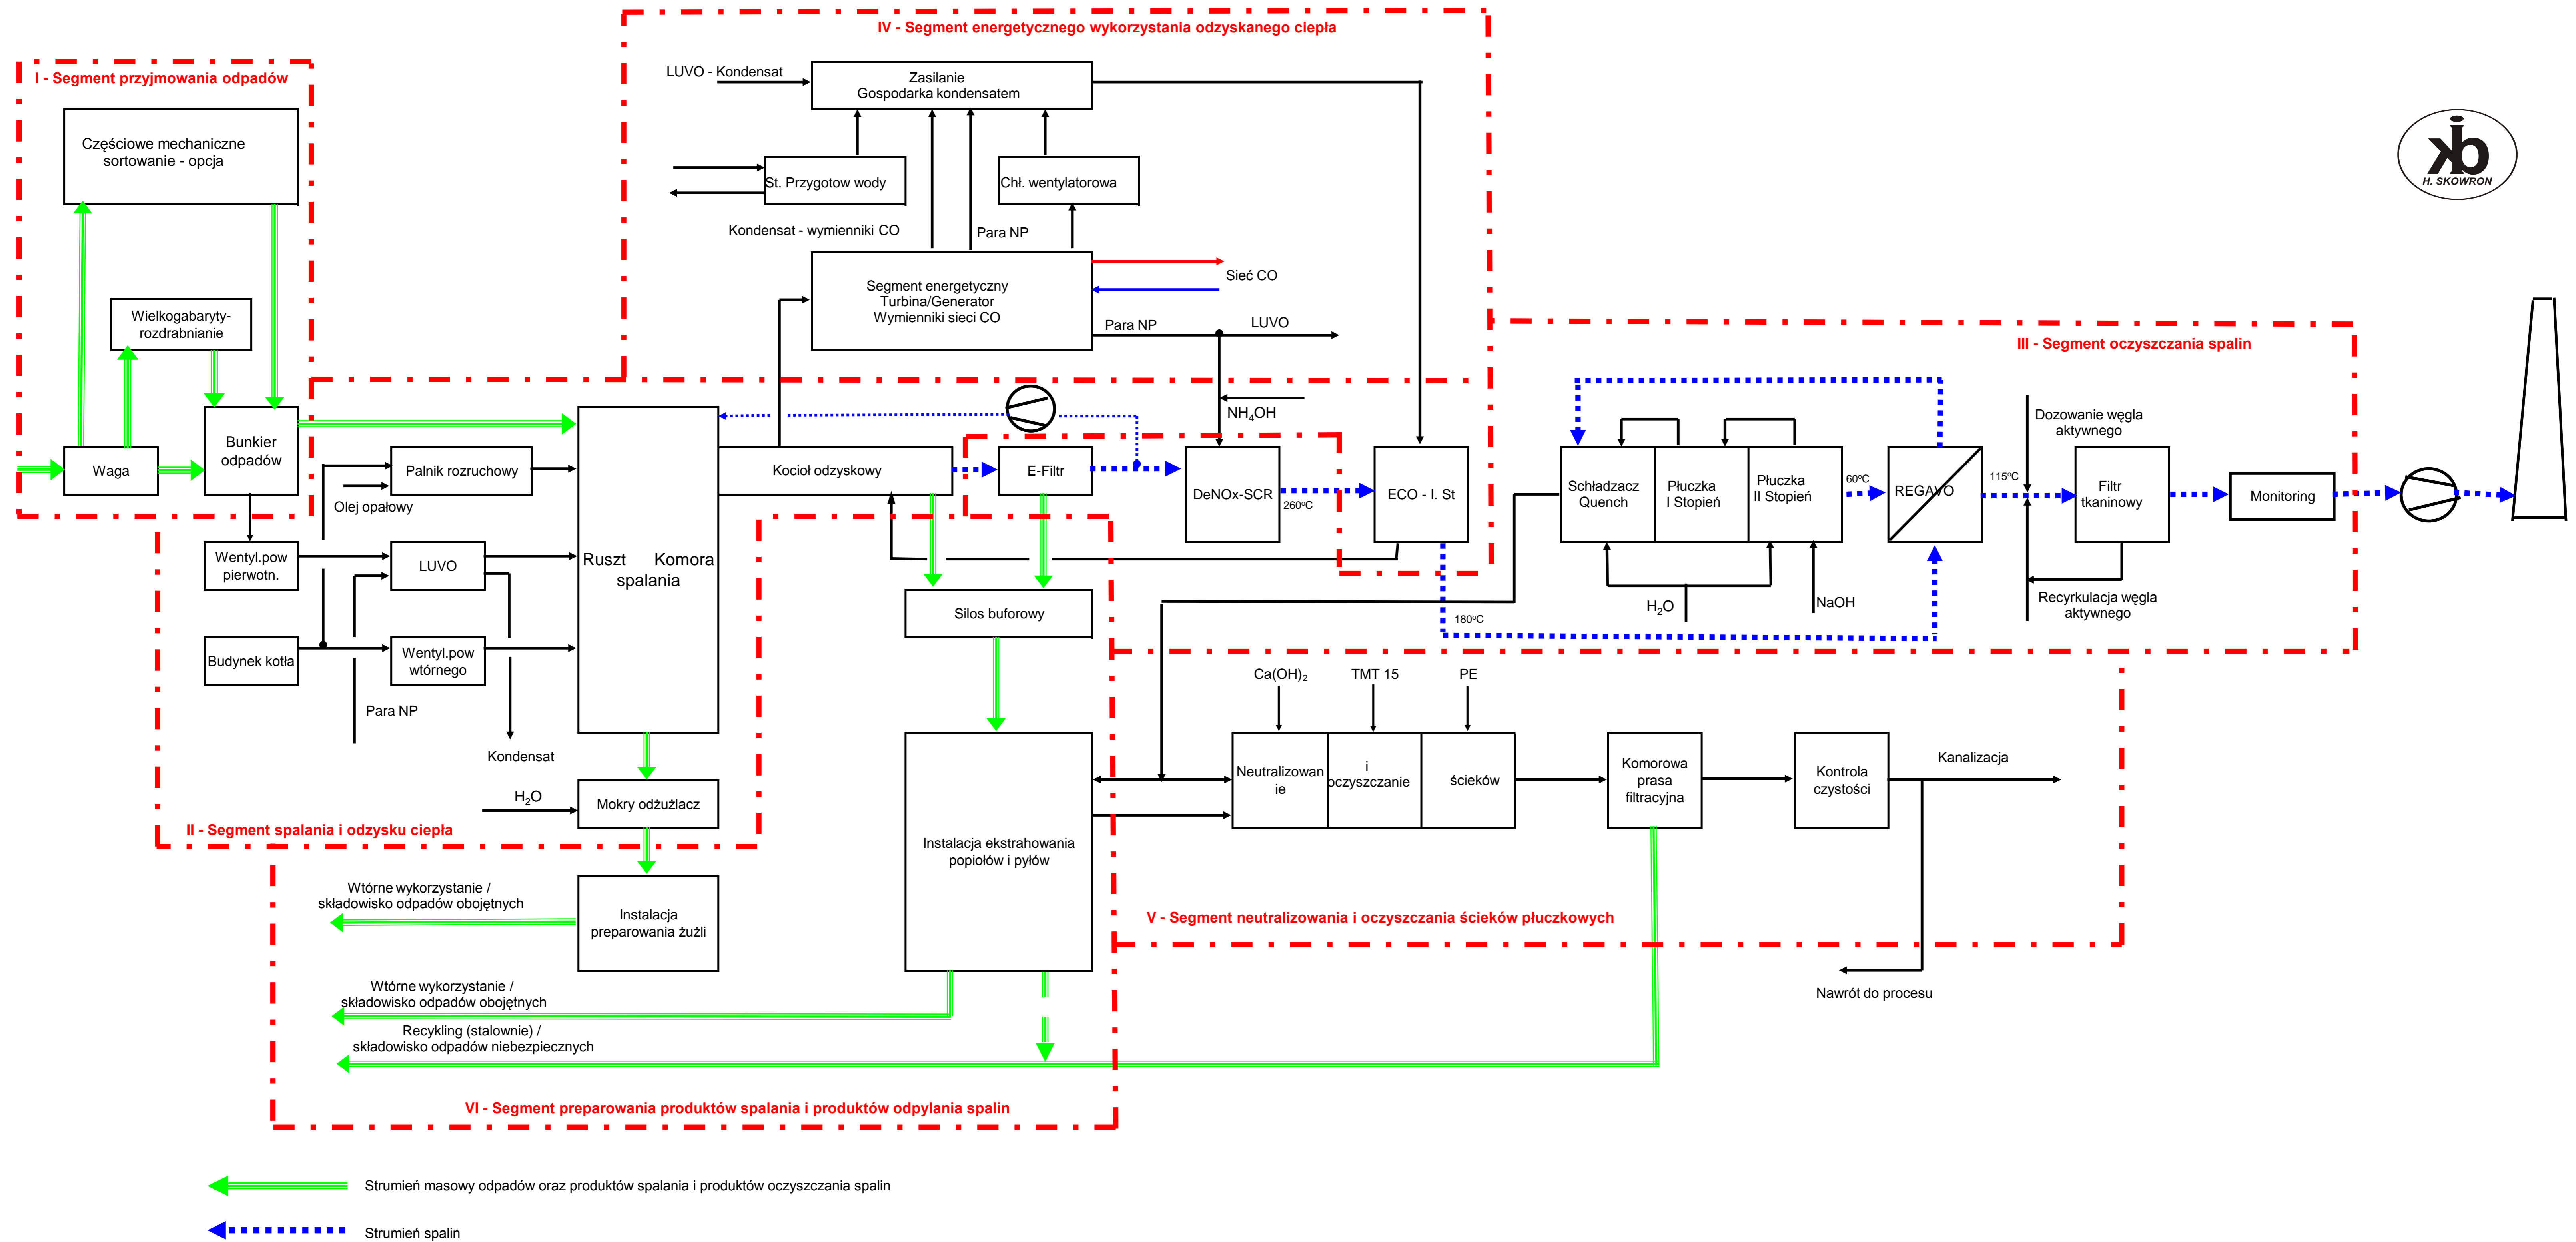 IV - Segment energetycznego wykorzystania odzyskanego ciepła
I - Segment przyjmowania odpadów
LUVO - Kondensat
Zasilanie
Gospodarka kondensatem
Częściowe mechaniczne
sortowanie - opcja
kjb
H. SKOWRON
St. Przygotow wody
Chł. wentylatorowa
Kondensat - wymienniki CO
Para NP
Segment energetyczny
Turbina/Generator
Wymienniki sieci CO
Sieć CO
Para NP
LUVO
Wielkogabaryty-
rozdrabnianie
III - Segment oczyszczania spalin
NH₄OH
Dozowanie węgla
aktywnego
Waga
Bunkier
odpadów
Palnik rozruchowy
Olej opałowy
Kocioł odzyskowy
E-Filtr
DeNOx-SCR
260ºC
ECO - I. St
Schładzacz
Quench
Płuczka
I Stopień
Płuczka
II Stopień
60ºC
REGAVO
115ºC
Filtr
tkaninowy
Monitoring
Wentyl.pow
pierwotn.
LUVO
Ruszt Komora
spalania
Silos buforowy
H₂O
NaOH
180ºC
Recyrkulacja węgla
aktywnego
Budynek kotła
Wentyl.pow
wtórnego
Para NP
Kondensat
Ca(OH)₂
TMT 15
PE
Neutralizowan
ie
i
oczyszczanie
ścieków
Komorowa
prasa
filtracyjna
Kontrola
czystości
Kanalizacja
H₂O
Mokry odżużlacz
II - Segment spalania i odzysku ciepła
Instalacja ekstrahowania
popiołów i pyłów
Wtórne wykorzystanie /
składowisko odpadów obojętnych
Instalacja
preparowania żużli
V - Segment neutralizowania i oczyszczania ścieków płuczkowych
Wtórne wykorzystanie /
składowisko odpadów obojętnych
Nawrót do procesu
Recykling (stalownie) /
składowisko odpadów niebezpiecznych
VI - Segment preparowania produktów spalania i produktów odpylania spalin
Strumień masowy odpadów oraz produktów spalania i produktów oczyszczania spalin
Strumień spalin